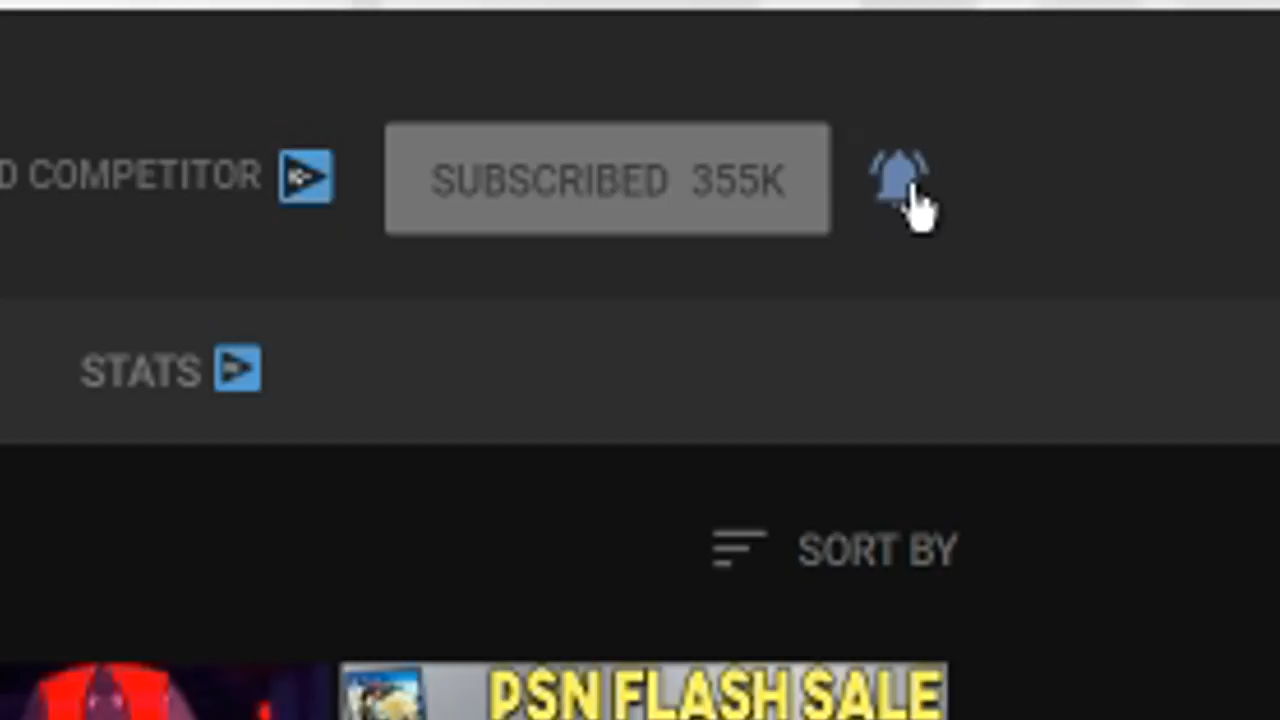 D COMPETITOR
SUBSCRIBED 355K
STATS
SORT BY
PSN FLASH SALE